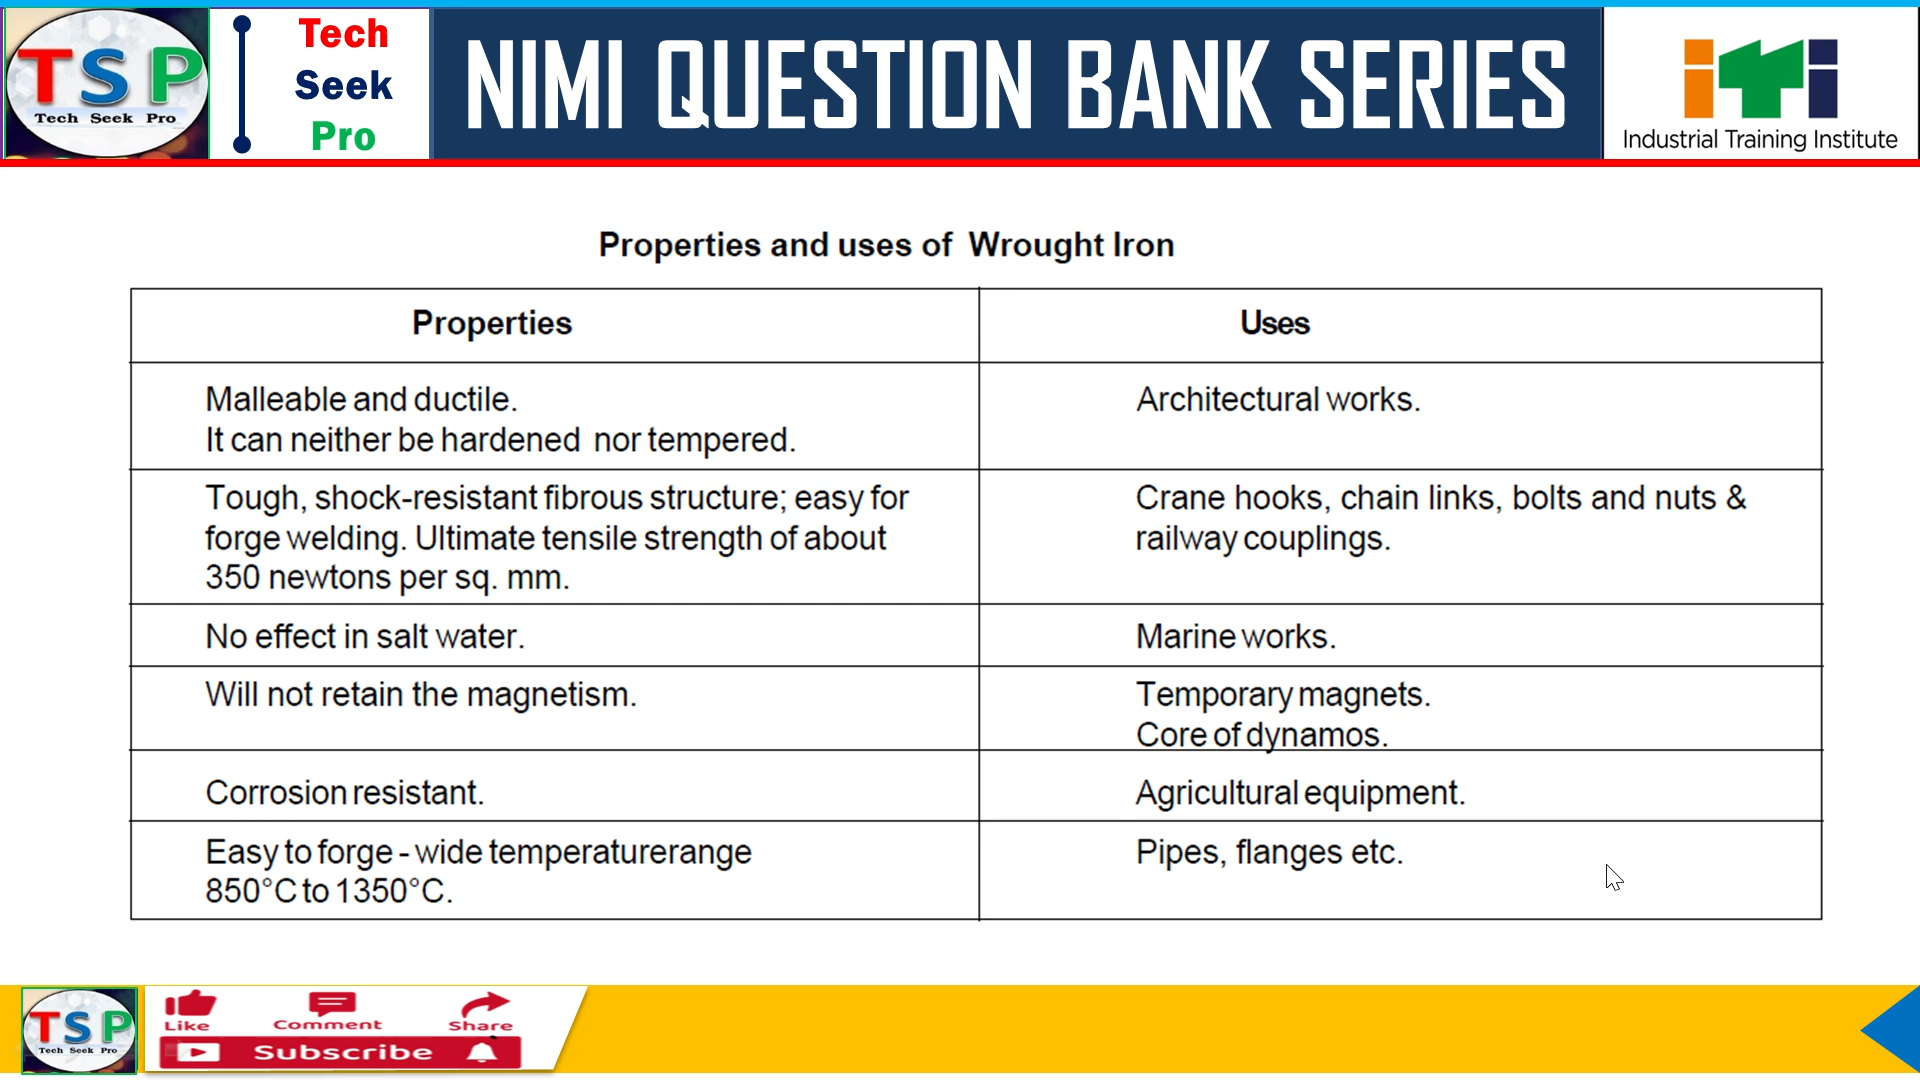 TSP
Tech Seek Pro
Tech
Seek
Pro
NIMI QUESTION BANK SERIES
iTi
Industrial Training Institute
Properties and uses of Wrought Iron
Properties
Uses
Malleable and ductile.
It can neither be hardened nor tempered.
Architectural works.
Tough, shock-resistant fibrous structure; easy for
forge welding. Ultimate tensile strength of about
350 newtons per sq. mm.
Crane hooks, chain links, bolts and nuts &
railway couplings.
No effect in salt water.
Marine works.
Will not retain the magnetism.
Temporary magnets.
Core of dynamos.
Corrosion resistant.
Agricultural equipment.
Easy to forge - wide temperaturerange
850°C to 1350°C.
Pipes, flanges etc.
TSP
Tech Seek Pro
Like
Comment
Share
Subscribe